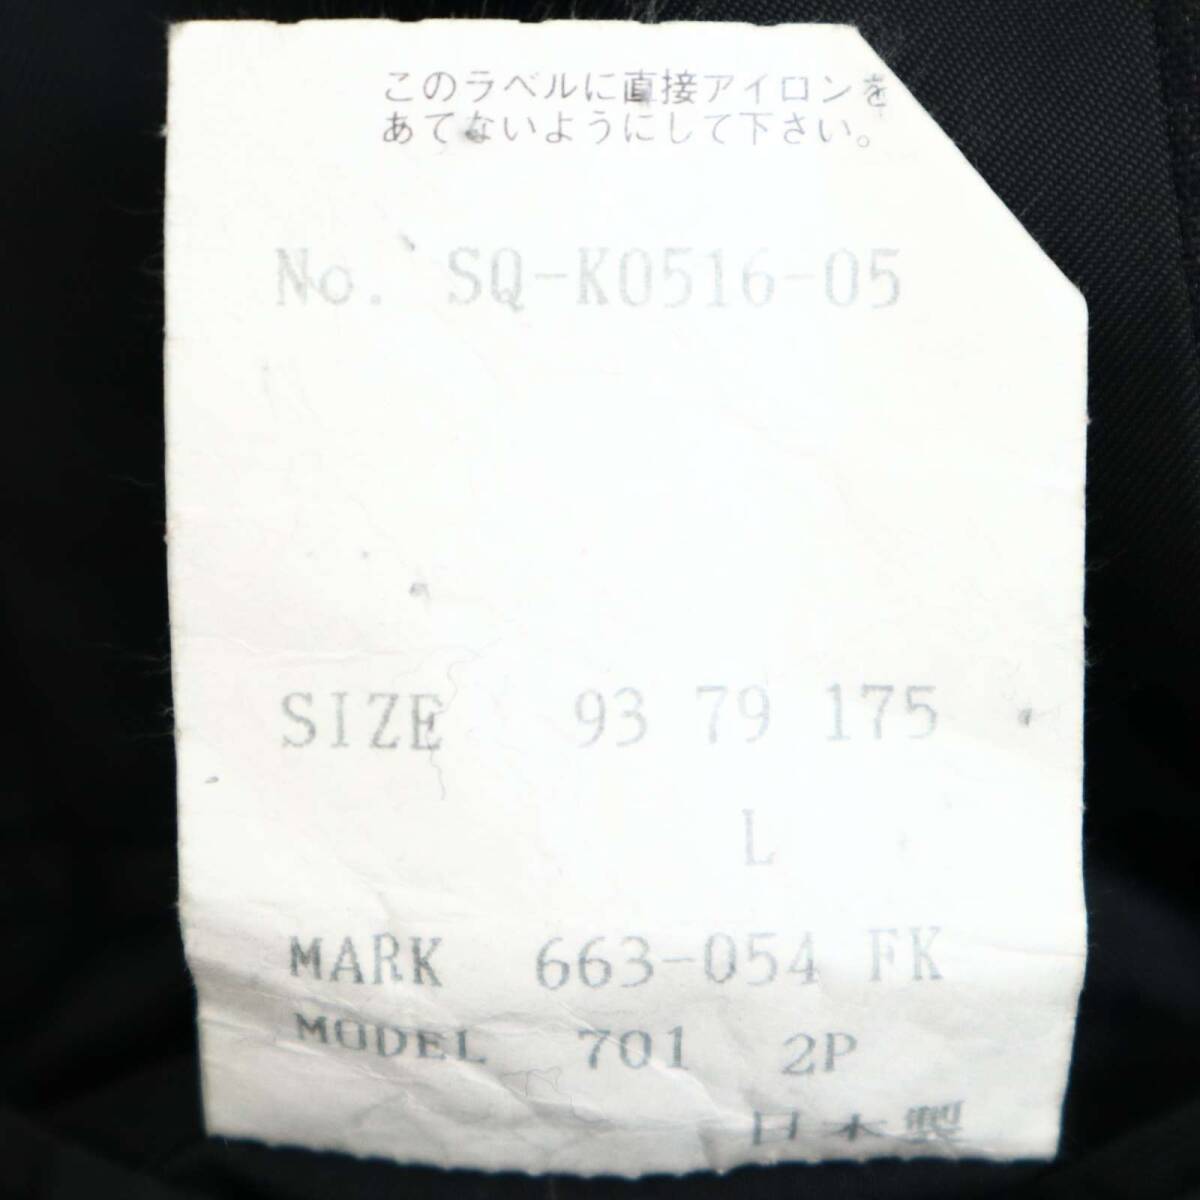 このラベルに直接アイロンを
あてないようにして下さい。
No. SQ-K0516-05
SIZE 93 79 175
L
MARK 663-054 FK
MODEL 701 2P
日本製